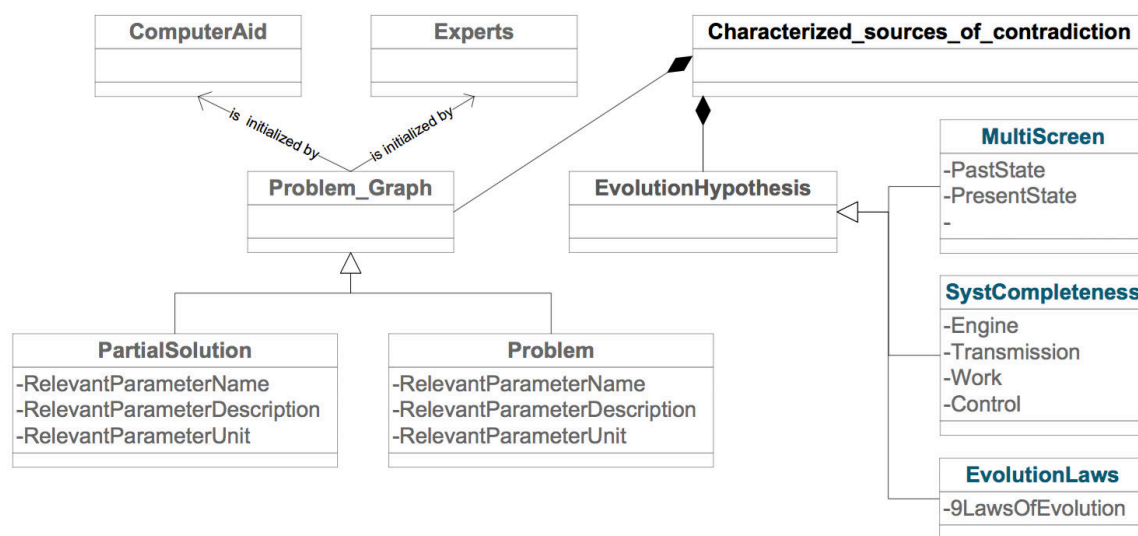 ComputerAid
Experts
Characterized_sources_of_contradiction
is initialized by
is initialized by
MultiScreen
-PastState
-PresentState
-
Problem_Graph
EvolutionHypothesis
SystCompleteness
-Engine
-Transmission
-Work
-Control
PartialSolution
-RelevantParameterName
-RelevantParameterDescription
-RelevantParameterUnit
Problem
-RelevantParameterName
-RelevantParameterDescription
-RelevantParameterUnit
EvolutionLaws
-9LawsOfEvolution